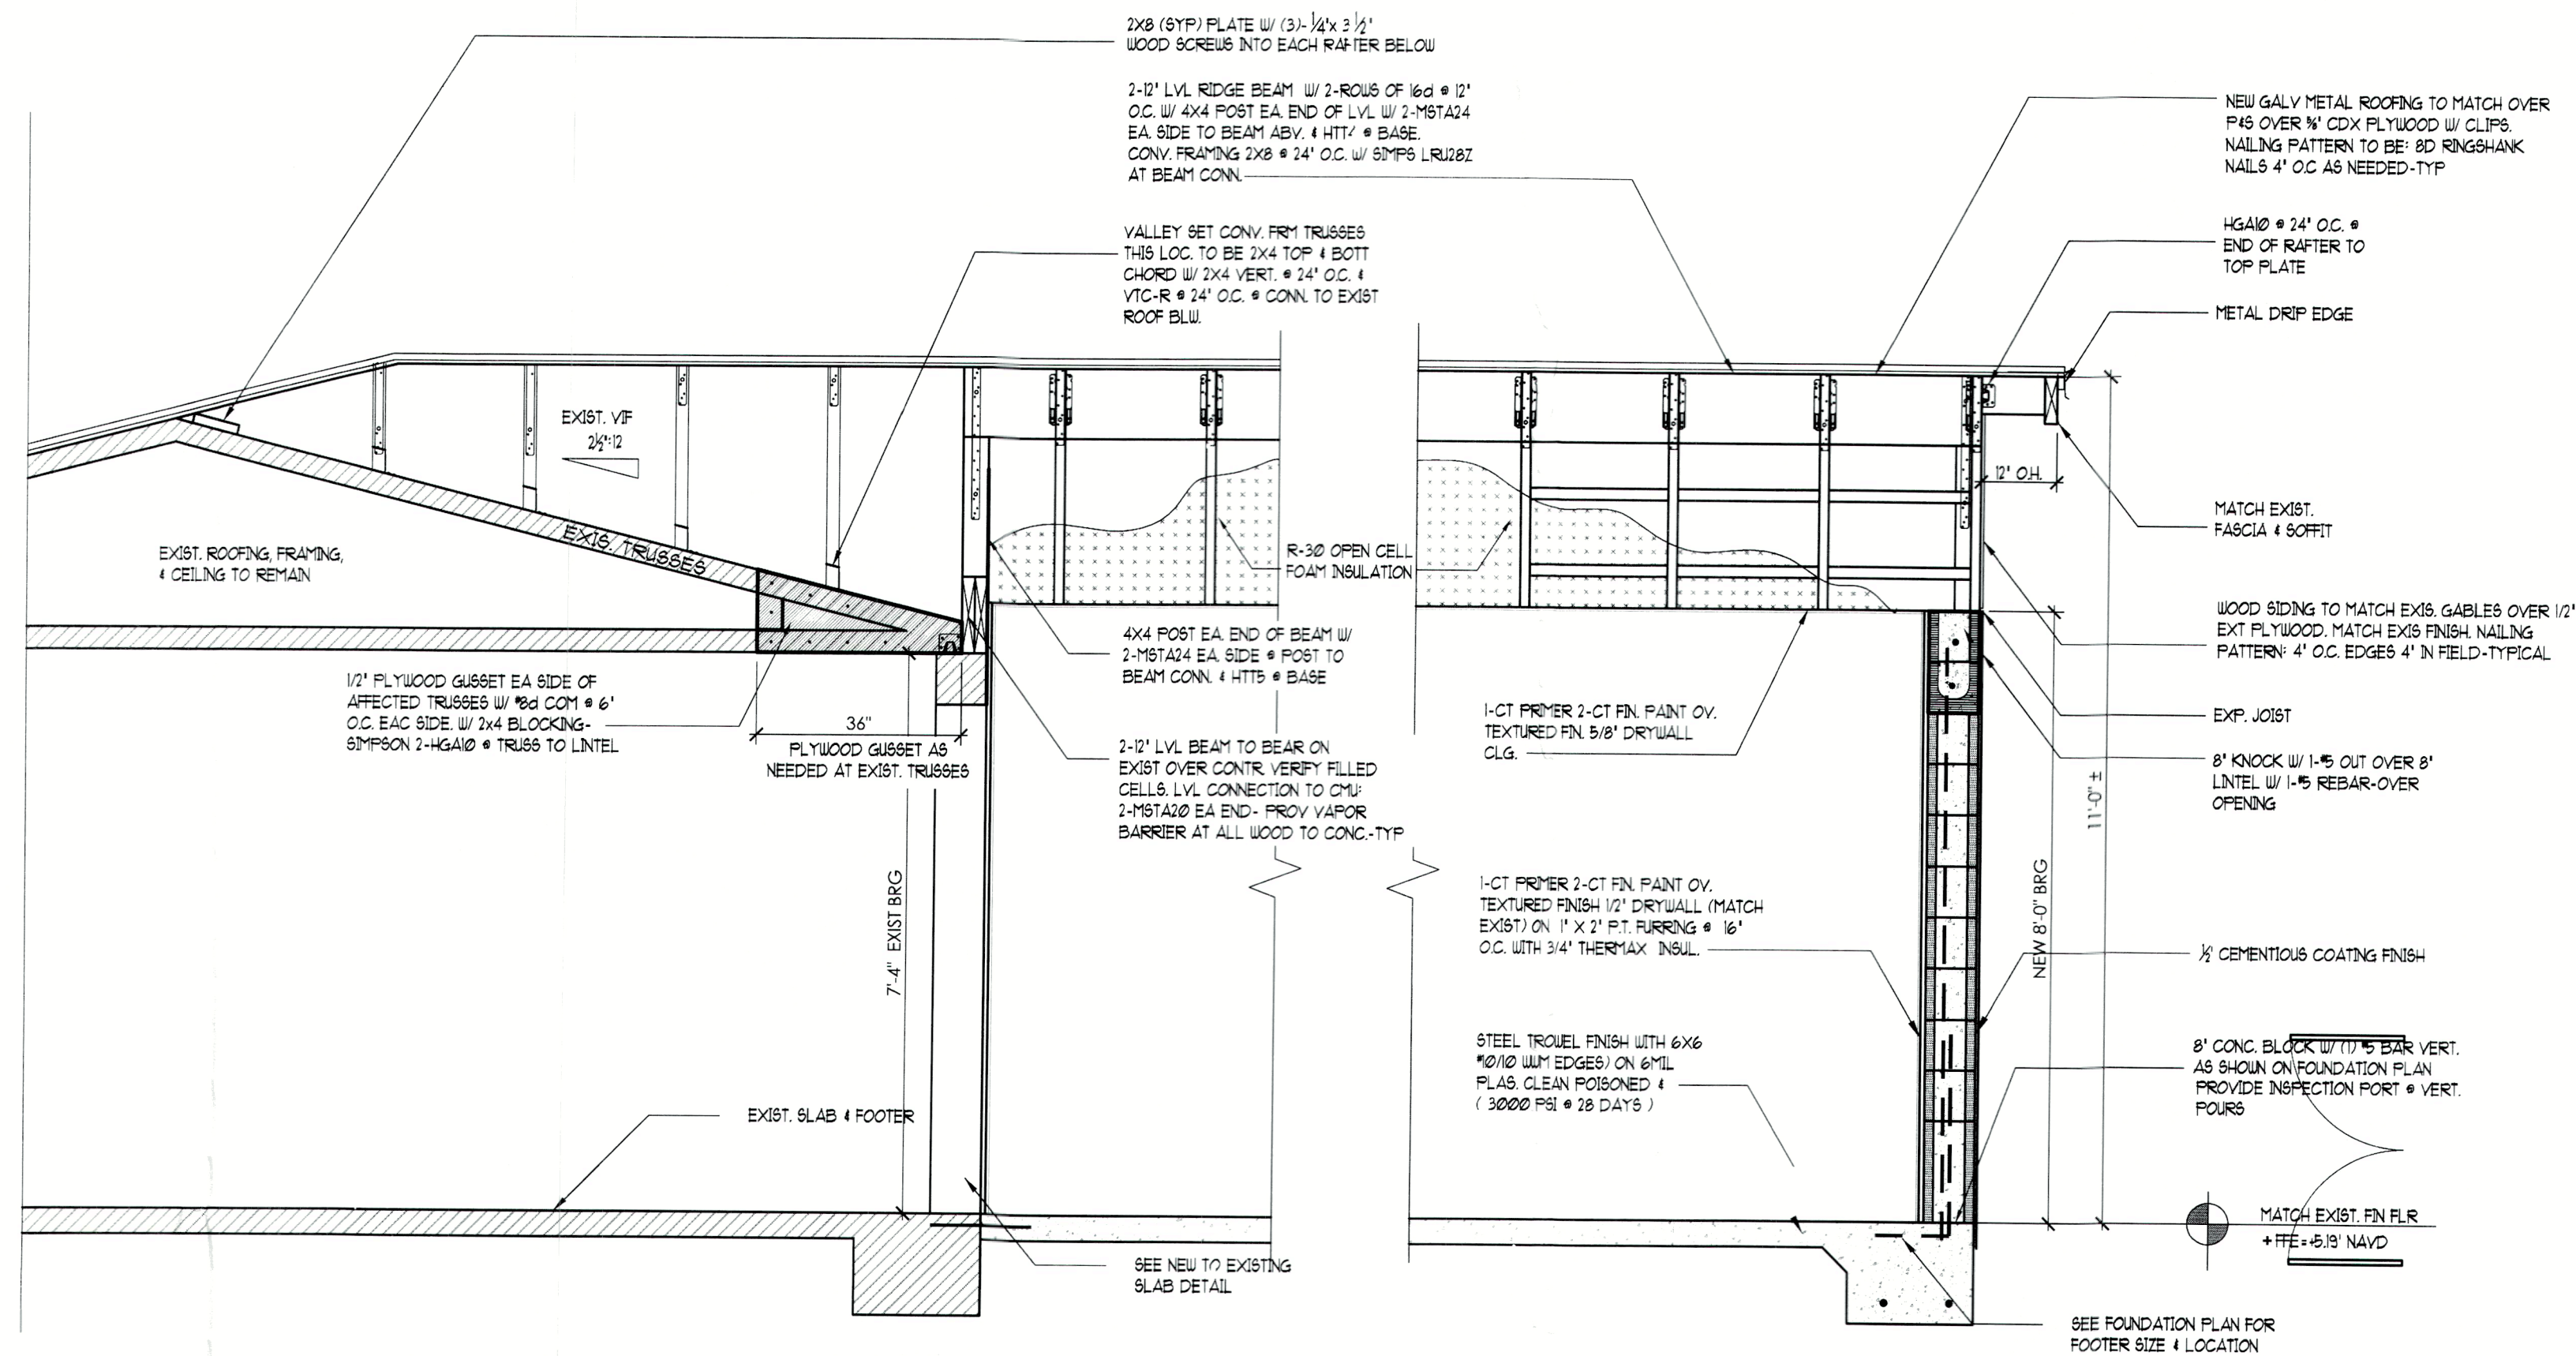 2X8 (SYP) PLATE W/ (3)-1/4"x 3 1/2"
WOOD SCREWS INTO EACH RAFTER BELOW
2-12" LVL RIDGE BEAM W/ 2-ROWS OF 16d @ 12"
O.C. W/ 4X4 POST EA. END OF LVL W/ 2-MSTA24
EA. SIDE TO BEAM ABV. & @ BASE.
CONV. FRAMING 2X8 @ 24" O.C. W/ SIMPS LRU28Z
AT BEAM CONN.
VALLEY SET CONV. FRM TRUSSES
THIS LOC. TO BE 2X4 TOP & BOTT
CHORD W/ 2X4 VERT. @ 24" O.C. &
VTC-R @ 24" O.C. @ CONN. TO EXIST
ROOF BLW.
NEW GALV METAL ROOFING TO MATCH OVER
P&S OVER 5/8" CDX PLYWOOD W/ CLIPS.
NAILING PATTERN TO BE: 8D RINGSHANK
NAILS 4" O.C AS NEEDED-TYP
HGA10 @ 24" O.C. @
END OF RAFTER TO
TOP PLATE
METAL DRIP EDGE
EXIST. VIF
2½":12
12" O.H.
MATCH EXIST.
FASCIA & SOFFIT
EXIS. TRUSSES
EXIST. ROOFING, FRAMING,
& CEILING TO REMAIN
R-30 OPEN CELL
FOAM INSULATION
WOOD SIDING TO MATCH EXIS. GABLES OVER 1/2"
EXT PLYWOOD. MATCH EXIS FINISH. NAILING
PATTERN: 4" O.C. EDGES 4" IN FIELD-TYPICAL
4X4 POST EA. END OF BEAM W/
2-MSTA24 EA. SIDE @ POST TO
BEAM CONN. & HTT5 @ BASE
1/2" PLYWOOD GUSSET EA SIDE OF
AFFECTED TRUSSES W/ #8d COM @ 6"
O.C. EAC SIDE. W/ 2x4 BLOCKING-
SIMPSON 2-HGA10 @ TRUSS TO LINTEL
36"
PLYWOOD GUSSET AS
NEEDED AT EXIST. TRUSSES
1-CT PRIMER 2-CT FIN. PAINT OV.
TEXTURED FIN. 5/8" DRYWALL
CLG.
EXP. JOIST
2-12" LVL BEAM TO BEAR ON
EXIST OVER CONTR. VERIFY FILLED
CELLS. LVL CONNECTION TO CMU:
2-MSTA20 EA END- PROV VAPOR
BARRIER AT ALL WOOD TO CONC.-TYP
8" KNOCK W/ 1-#5 OUT OVER 8"
LINTEL W/ 1-#5 REBAR-OVER
OPENING
11'-0" ±
7'-4" EXIST BRG
NEW 8'-0" BRG
1-CT PRIMER 2-CT FIN. PAINT OV.
TEXTURED FINISH 1/2" DRYWALL (MATCH
EXIST) ON 1" X 2" P.T. FURRING @ 16"
O.C. WITH 3/4" THERMAX INSUL.
½" CEMENTIOUS COATING FINISH
STEEL TROWEL FINISH WITH 6X6
#10/10 WWM EDGES) ON 6MIL
PLAS. CLEAN POISONED &
( 3000 PSI @ 28 DAYS )
8" CONC. BLOCK W/ (1) #5 BAR VERT.
AS SHOWN ON FOUNDATION PLAN
PROVIDE INSPECTION PORT @ VERT.
POURS
EXIST. SLAB & FOOTER
MATCH EXIST. FIN FLR
+ FFE=+5.19' NAVD
SEE NEW TO EXISTING
SLAB DETAIL
SEE FOUNDATION PLAN FOR
FOOTER SIZE & LOCATION